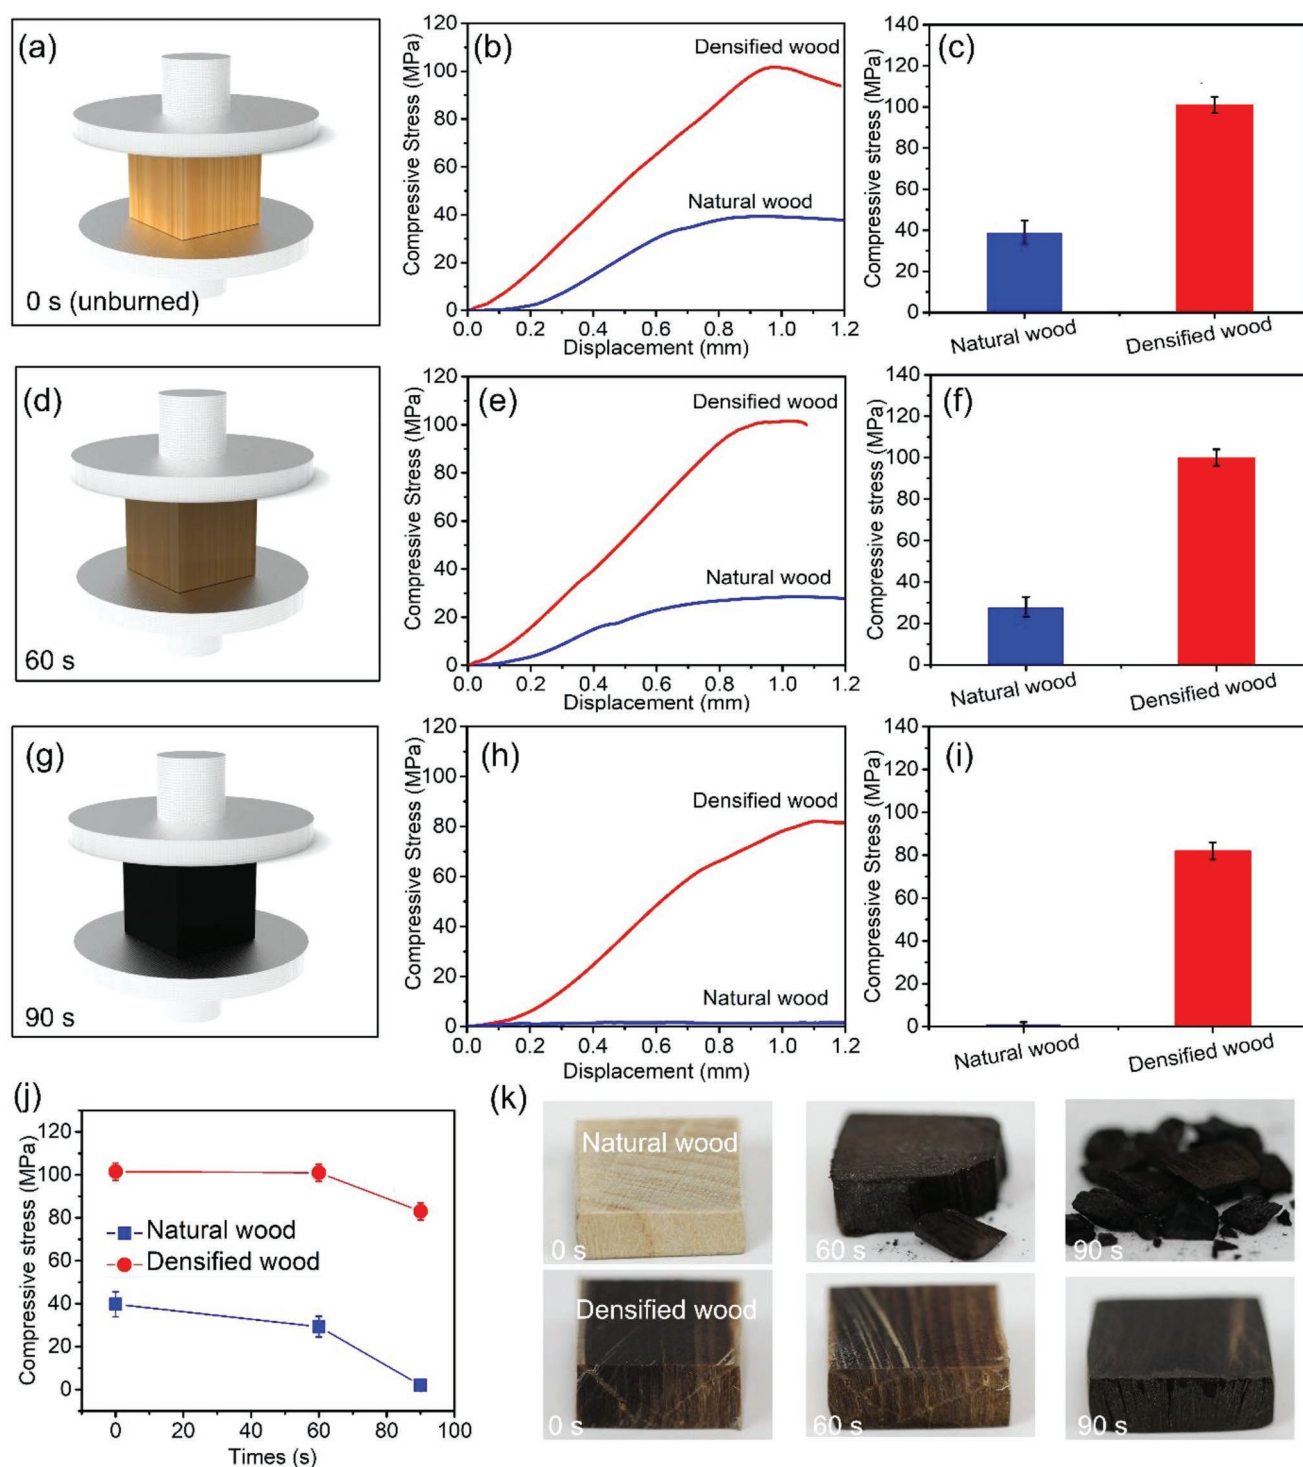 (a)
0 s (unburned)
(b)
Compressive Stress (MPa)
120
100
80
60
40
20
0
Densified wood
Natural wood
0.0 0.2 0.4 0.6 0.8 1.0 1.2
Displacement (mm)
(c)
Compressive stress (MPa)
140
120
100
80
60
40
20
0
Natural wood
Densified wood
(d)
60 s
(e)
Compressive Stress (MPa)
120
100
80
60
40
20
0
Densified wood
Natural wood
0.0 0.2 0.4 0.6 0.8 1.0 1.2
Displacement (mm)
(f)
Compressive stress (MPa)
140
120
100
80
60
40
20
0
Natural wood
Densified wood
(g)
90 s
(h)
Compressive Stress (MPa)
120
100
80
60
40
20
0
Densified wood
Natural wood
0.0 0.2 0.4 0.6 0.8 1.0 1.2
Displacement (mm)
(i)
Compressive Stress (MPa)
140
120
100
80
60
40
20
0
Natural wood
Densified wood
(j)
Compressive stress (MPa)
120
100
80
60
40
20
0
Natural wood
Densified wood
0 20 40 60 80 100
Times (s)
(k)
Natural wood
0 s
60 s
90 s
Densified wood
0 s
60 s
90 s